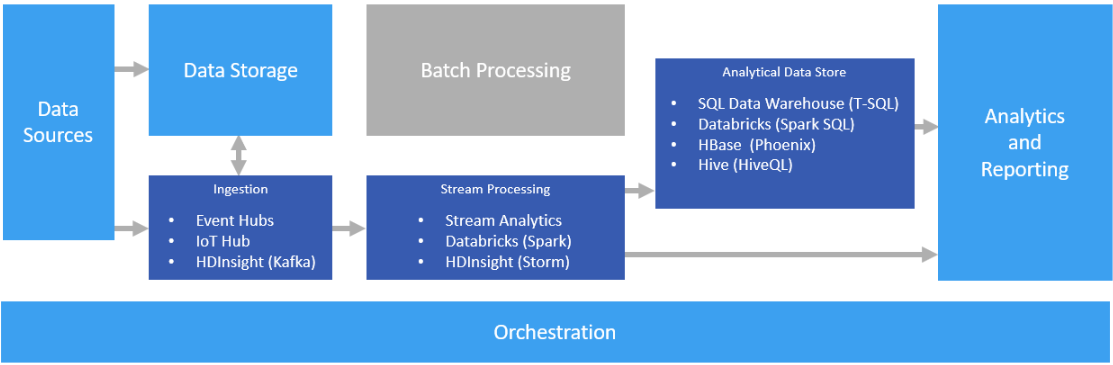 Data
Sources
Data Storage
Batch Processing
Analytical Data Store
• SQL Data Warehouse (T-SQL)
• Databricks (Spark SQL)
• HBase (Phoenix)
• Hive (HiveQL)
Analytics
and
Reporting
Ingestion
• Event Hubs
• IoT Hub
• HDInsight (Kafka)
Stream Processing
• Stream Analytics
• Databricks (Spark)
• HDInsight (Storm)
Orchestration